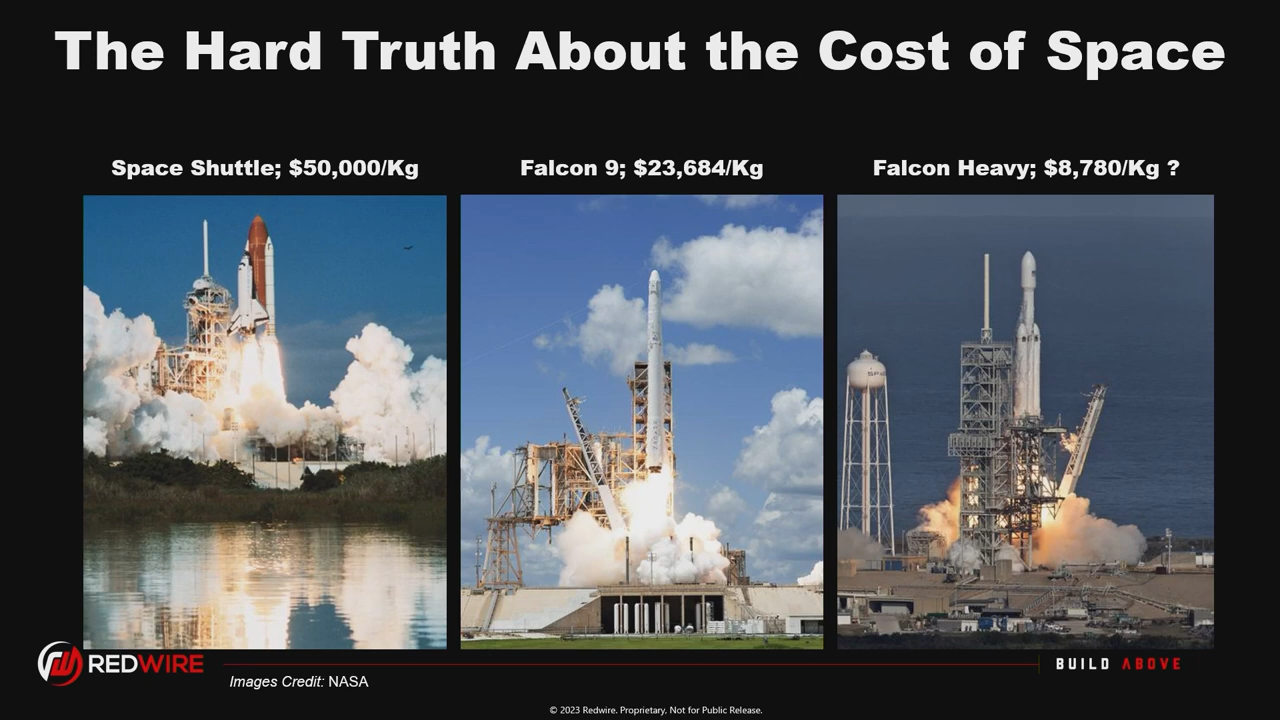 The Hard Truth About the Cost of Space
Space Shuttle; $50,000/Kg
Falcon 9; $23,684/Kg
Falcon Heavy; $8,780/Kg ?
REDWIRE
BUILD ABOVE
Images Credit: NASA
© 2023 Redwire. Proprietary, Not for Public Release.